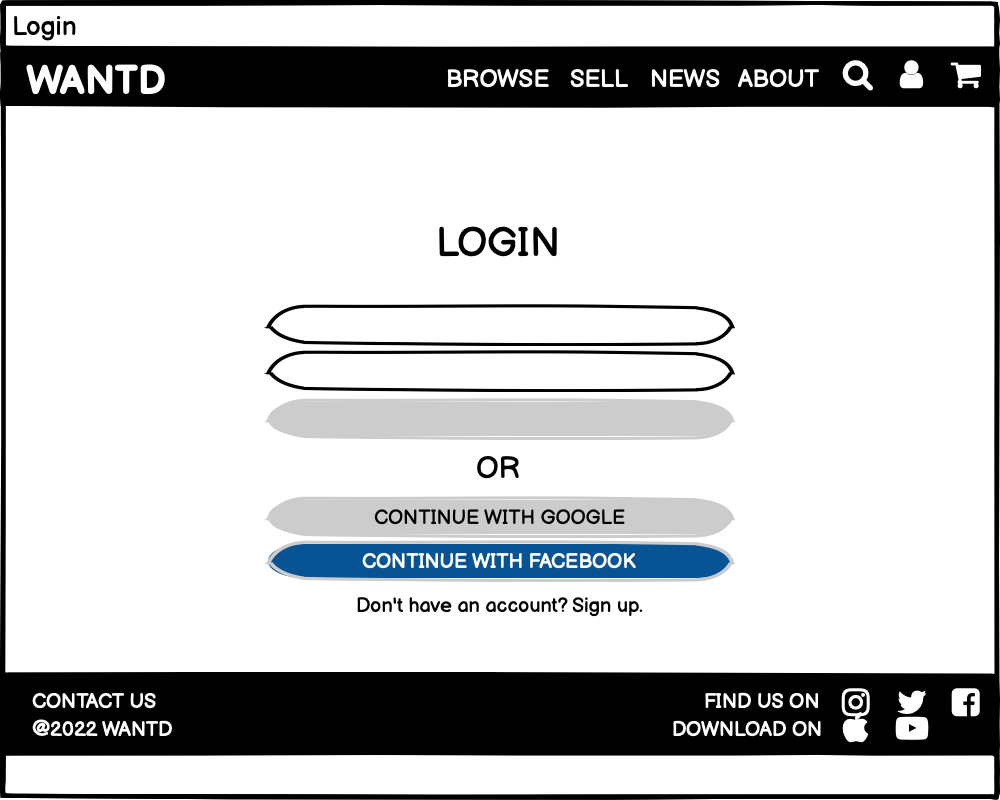 Login
WANTD BROWSE SELL NEWS ABOUT
LOGIN
OR
CONTINUE WITH GOOGLE
CONTINUE WITH FACEBOOK
Don't have an account? Sign up.
CONTACT US
@2022 WANTD
FIND US ON
DOWNLOAD ON